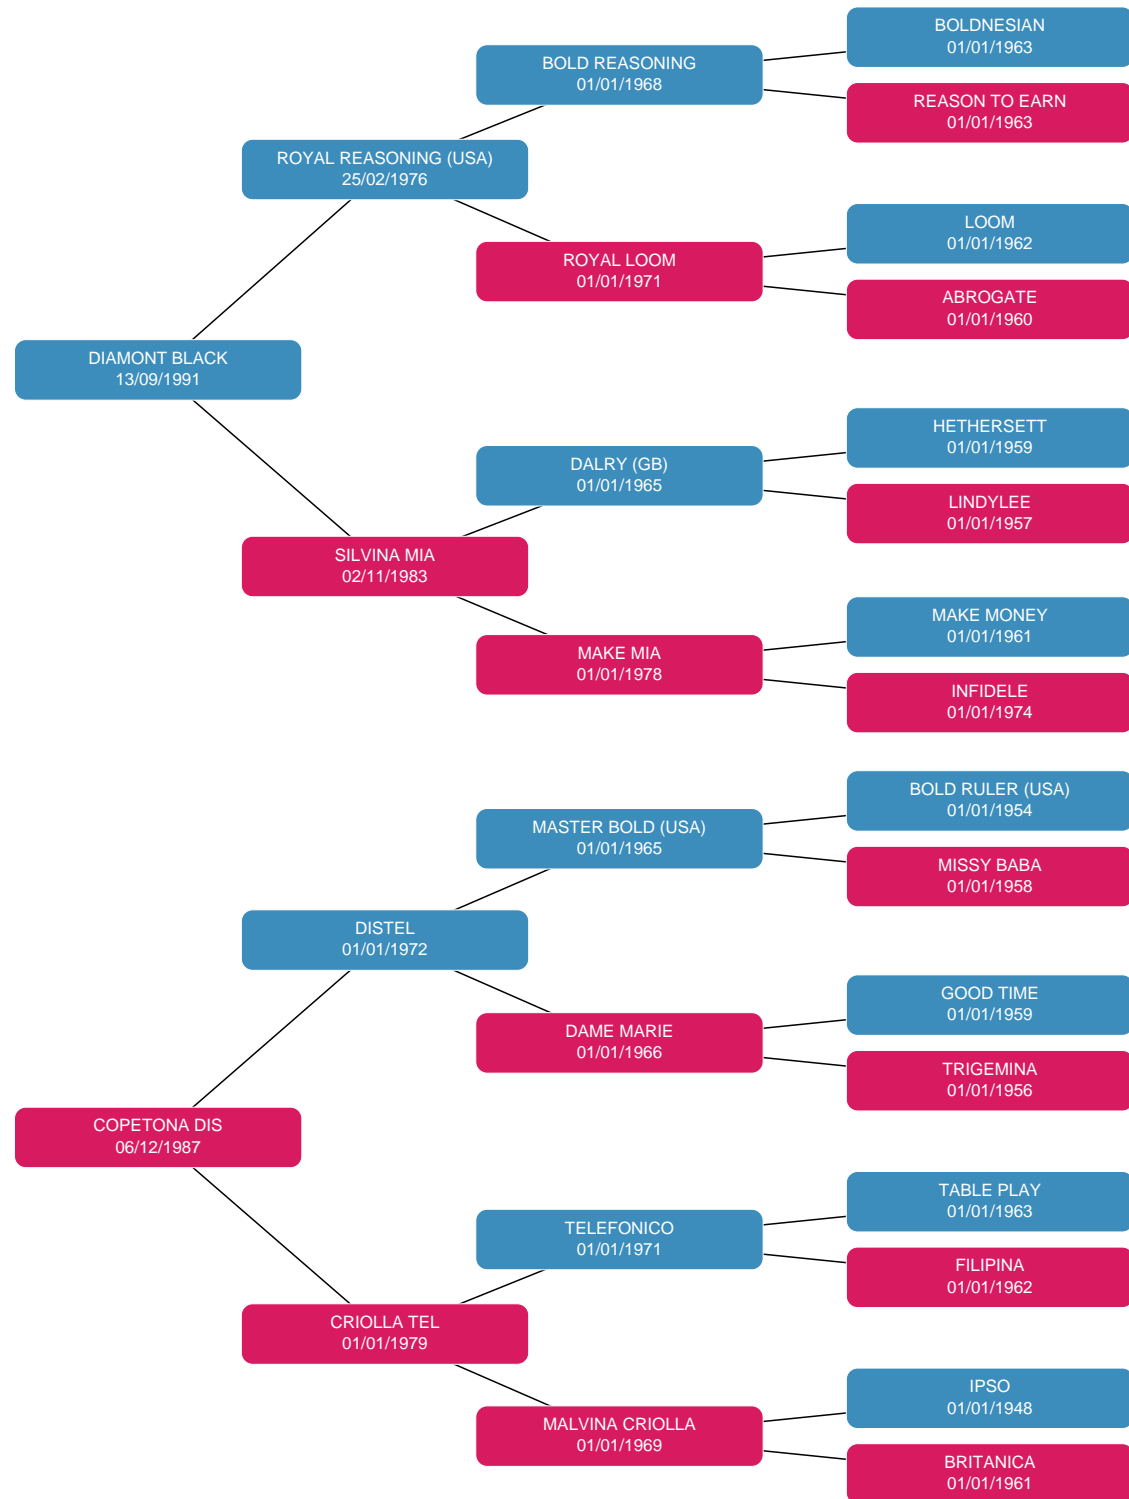 BOLDNESIAN
01/01/1963
BOLD REASONING
01/01/1968
REASON TO EARN
01/01/1963
ROYAL REASONING (USA)
25/02/1976
LOOM
01/01/1962
ROYAL LOOM
01/01/1971
ABROGATE
01/01/1960
DIAMONT BLACK
13/09/1991
HETHERSETT
01/01/1959
DALRY (GB)
01/01/1965
LINDYLEE
01/01/1957
SILVINA MIA
02/11/1983
MAKE MONEY
01/01/1961
MAKE MIA
01/01/1978
INFIDELE
01/01/1974
BOLD RULER (USA)
01/01/1954
MASTER BOLD (USA)
01/01/1965
MISSY BABA
01/01/1958
DISTEL
01/01/1972
GOOD TIME
01/01/1959
DAME MARIE
01/01/1966
TRIGEMINA
01/01/1956
COPETONA DIS
06/12/1987
TABLE PLAY
01/01/1963
TELEFONICO
01/01/1971
FILIPINA
01/01/1962
CRIOLLA TEL
01/01/1979
IPSO
01/01/1948
MALVINA CRIOLLA
01/01/1969
BRITANICA
01/01/1961